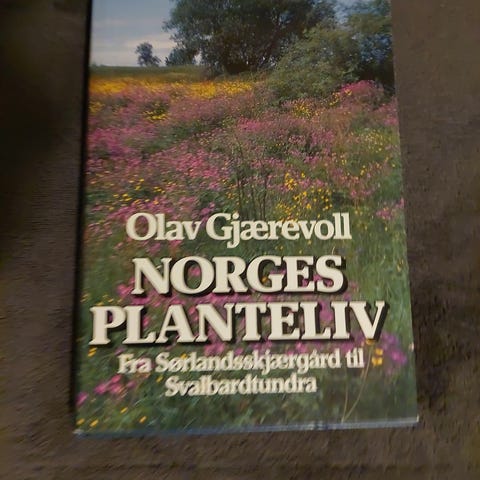 Olav Gjærevoll
NORGES
PLANTELIV
Fra Sørlandsskjærgård til
Svalbardtundra